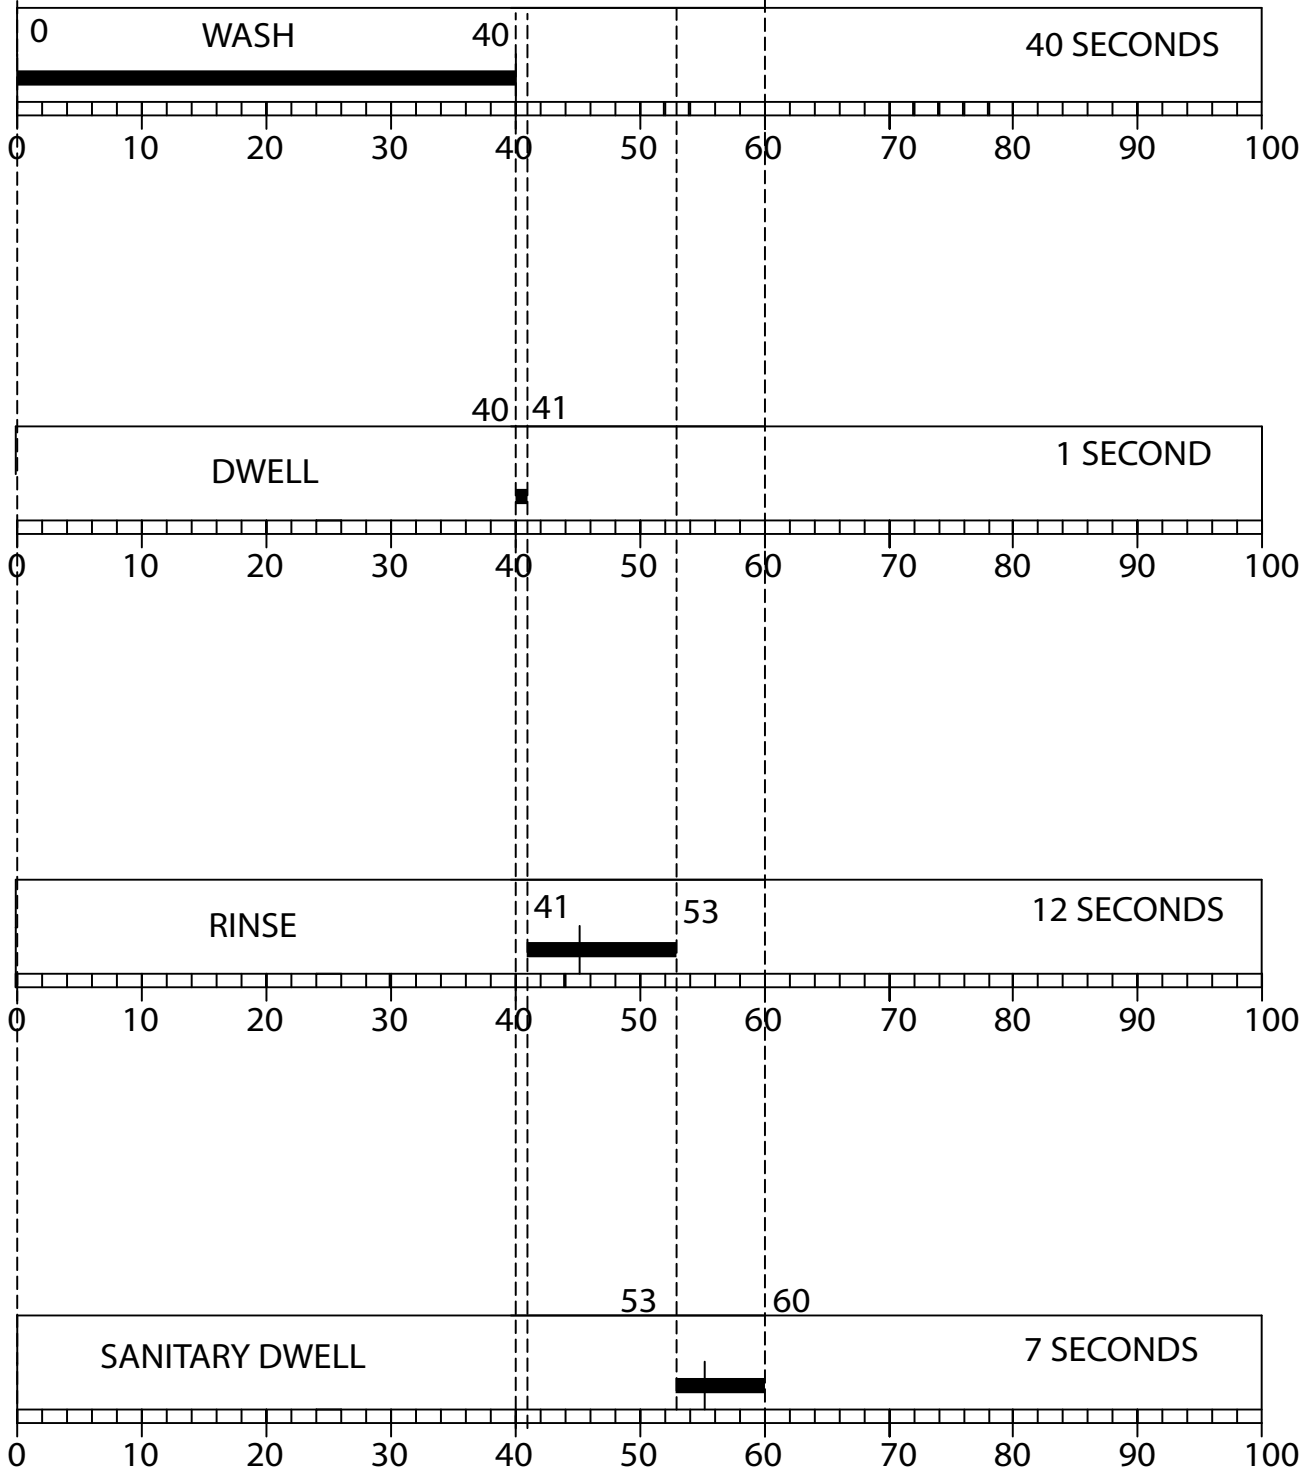 0 WASH 40 40 SECONDS
0 10 20 30 40 50 60 70 80 90 100
40 41
DWELL 1 SECOND
0 10 20 30 40 50 60 70 80 90 100
RINSE 41 53 12 SECONDS
0 10 20 30 40 50 60 70 80 90 100
53 60
SANITARY DWELL 7 SECONDS
0 10 20 30 40 50 60 70 80 90 100